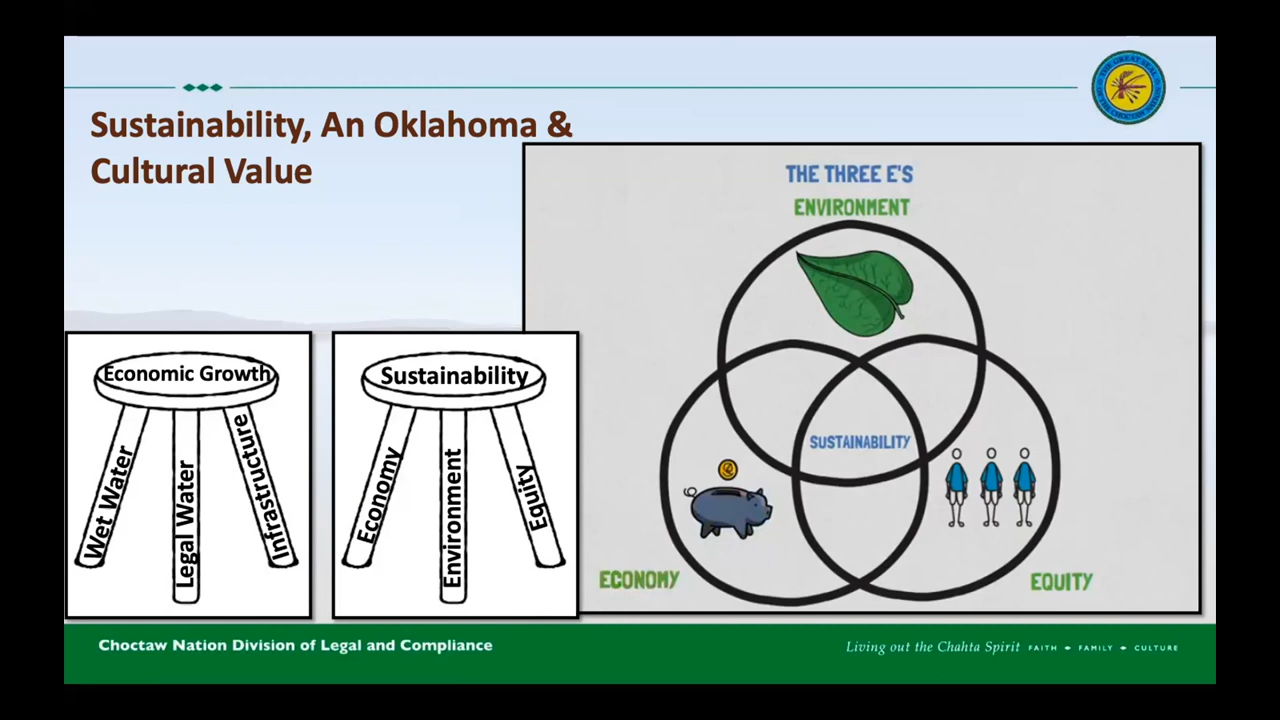 Sustainability, An Oklahoma &
Cultural Value
THE THREE E'S
ENVIRONMENT
SUSTAINABILITY
ECONOMY
EQUITY
Economic Growth
Wet Water
Legal Water
Infrastructure
Sustainability
Economy
Environment
Equity
Choctaw Nation Division of Legal and Compliance
Living out the Chahta Spirit FAITH FAMILY CULTURE